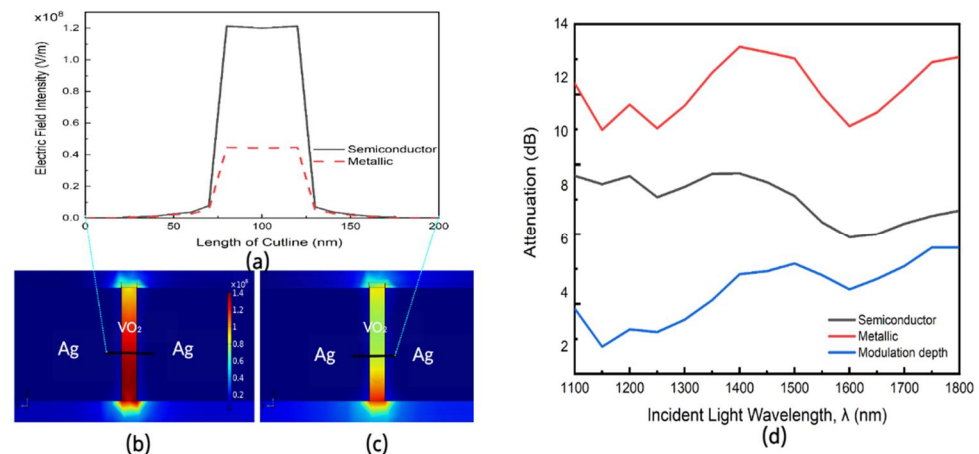 ×10⁸
1.2
1.0
0.8
0.6
0.4
0.2
0.0
Electric Field Intensity (V/m)
Semiconductor
Metallic
0
50
100
150
200
Length of Cutline (nm)
(a)
×10⁸
1.4
1.2
1
0.8
0.6
0.4
0.2
Ag
VO₂
Ag
(b)
Ag
VO₂
Ag
(c)
14
12
10
8
6
4
2
Attenuation (dB)
Semiconductor
Metallic
Modulation depth
1100 1200 1300 1400 1500 1600 1700 1800
Incident Light Wavelength, λ (nm)
(d)